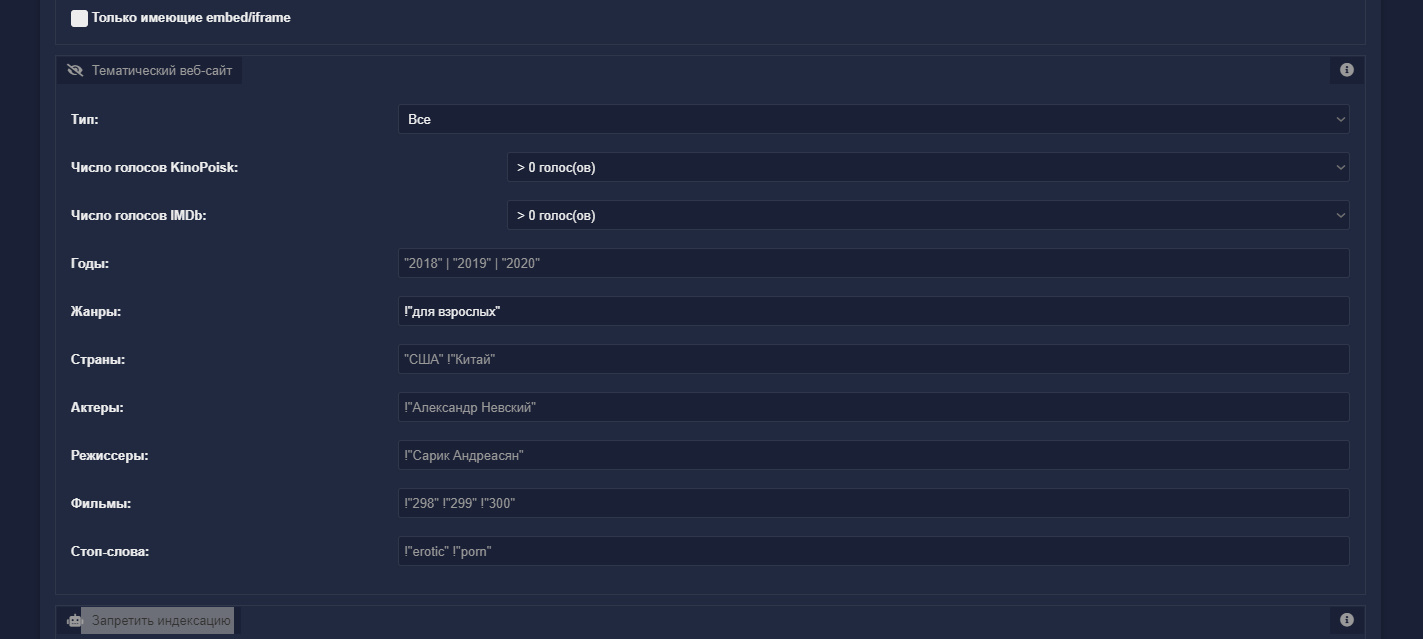 Только имеющие embed/iframe
Тематический веб-сайт
Тип: Все
Число голосов KinoPoisk: > 0 голос(ов)
Число голосов IMDb: > 0 голос(ов)
Годы: "2018" | "2019" | "2020"
Жанры: !"для взрослых"
Страны: "США" !"Китай"
Актеры: !"Александр Невский"
Режиссеры: !"Сарик Андреасян"
Фильмы: !"298" !"299" !"300"
Стоп-слова: !"erotic" !"porn"
Запретить индексацию